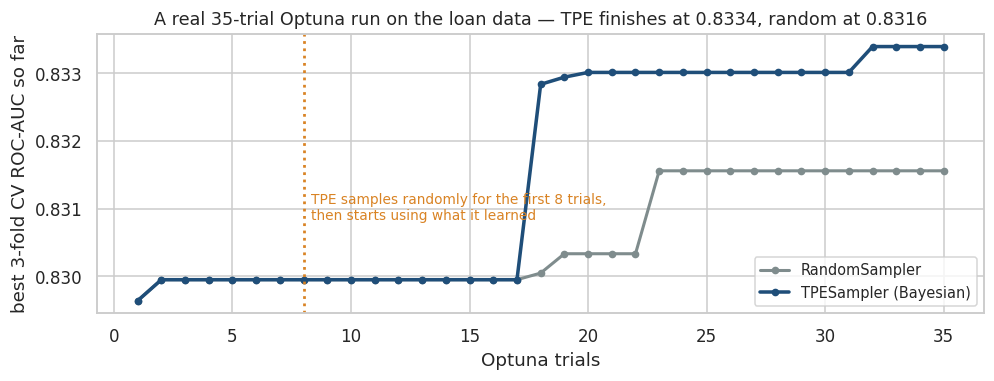 A real 35-trial Optuna run on the loan data — TPE finishes at 0.8334, random at 0.8316
best 3-fold CV ROC-AUC so far
0.833
0.832
0.831
0.830
TPE samples randomly for the first 8 trials,
then starts using what it learned
RandomSampler
TPESampler (Bayesian)
0 5 10 15 20 25 30 35
Optuna trials